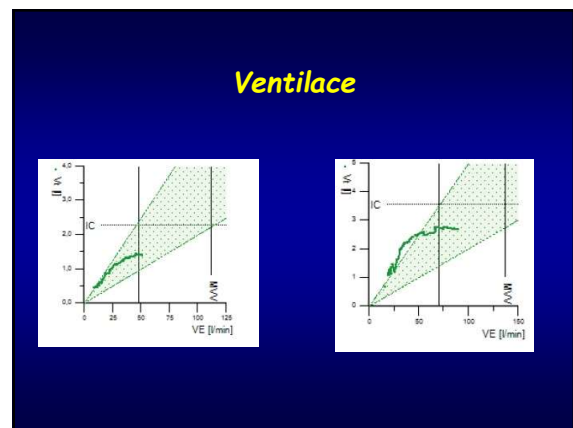 Ventilace
4,0
3,0
2,0
1,0
0,0
Vt [l]
IC
MVV
0 25 50 75 100 125
VE [l/min]
5
4
3
2
1
0
Vt [l]
IC
MVV
0 50 100 150
VE [l/min]